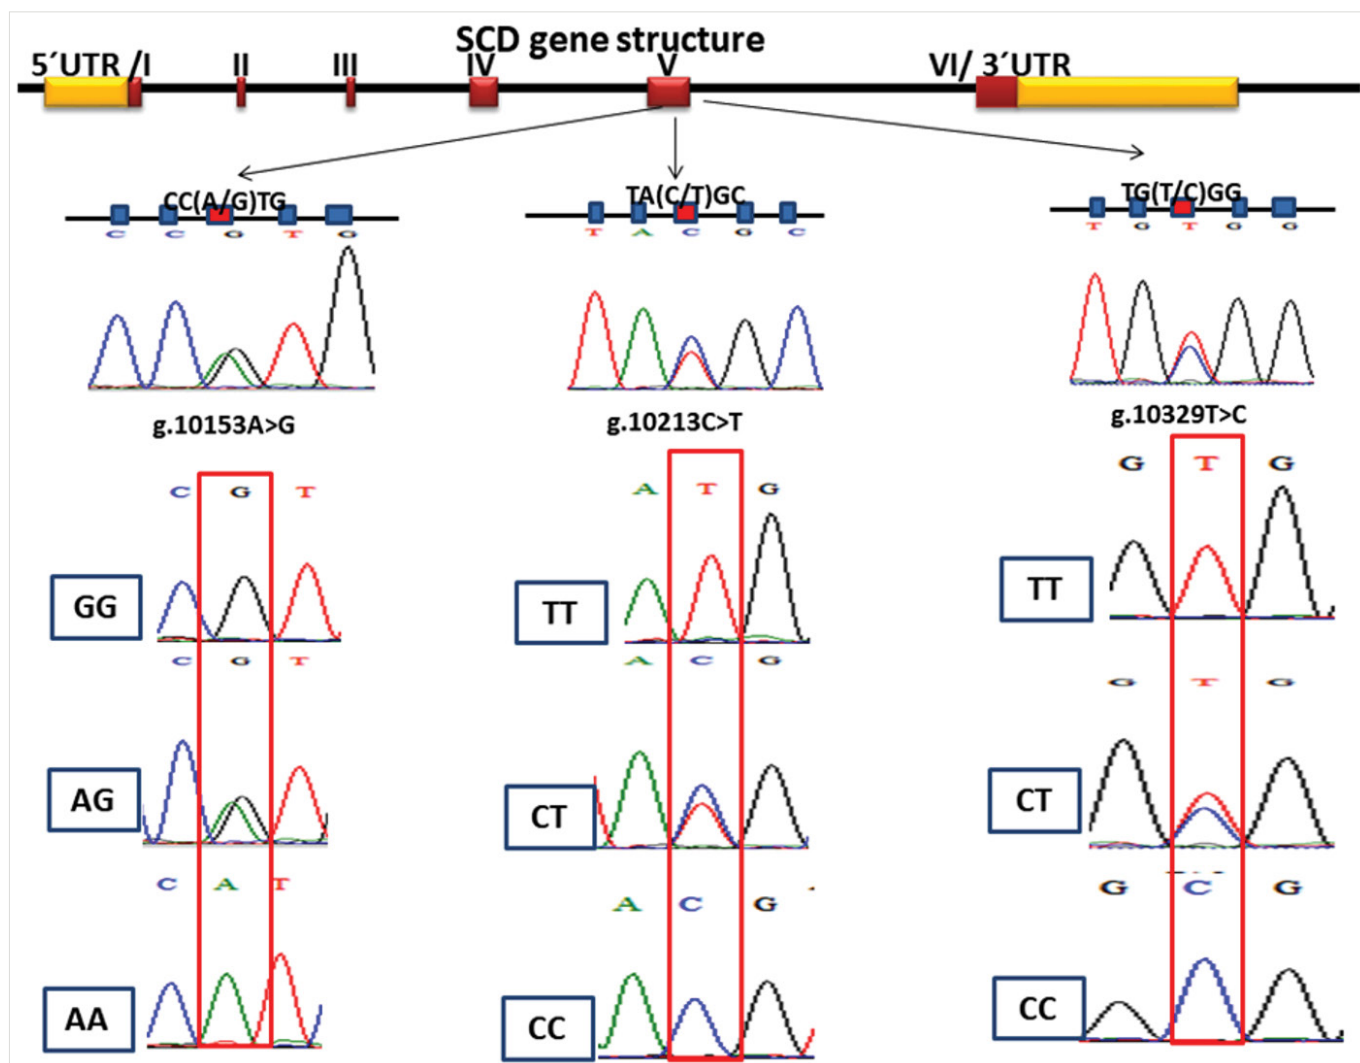 SCD gene structure
5´UTR /I II III IV V VI/ 3´UTR
CC(A/G)TG TA(C/T)GC TG(T/C)GG
C C G T G T A C G C T G T G G
g.10153A>G g.10213C>T g.10329T>C
C G T A T G G T G
GG TT TT
C G T A C G G T G
AG CT CT
C A T A C G G C G
AA CC CC